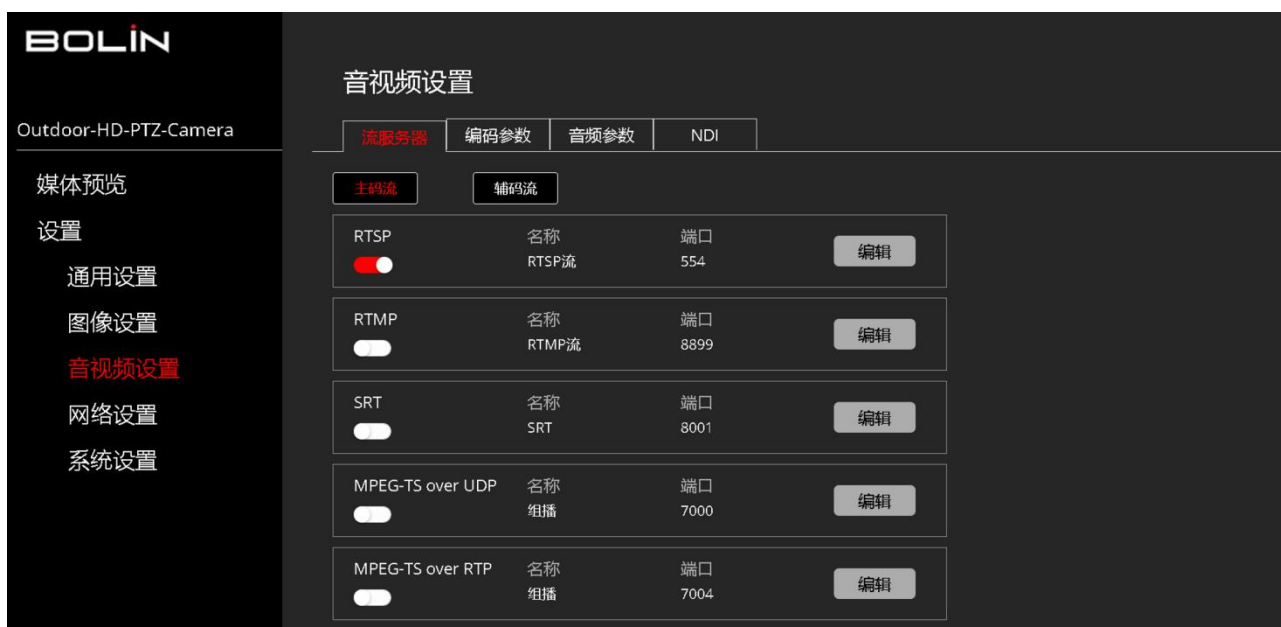 BOLIN
Outdoor-HD-PTZ-Camera
媒体预览
设置
通用设置
图像设置
音视频设置
网络设置
系统设置
音视频设置
流服务器 编码参数 音频参数 NDI
主码流 辅码流
RTSP 名称 端口
RTSP流 554 编辑
RTMP 名称 端口
RTMP流 8899 编辑
SRT 名称 端口
SRT 8001 编辑
MPEG-TS over UDP 名称 端口
组播 7000 编辑
MPEG-TS over RTP 名称 端口
组播 7004 编辑